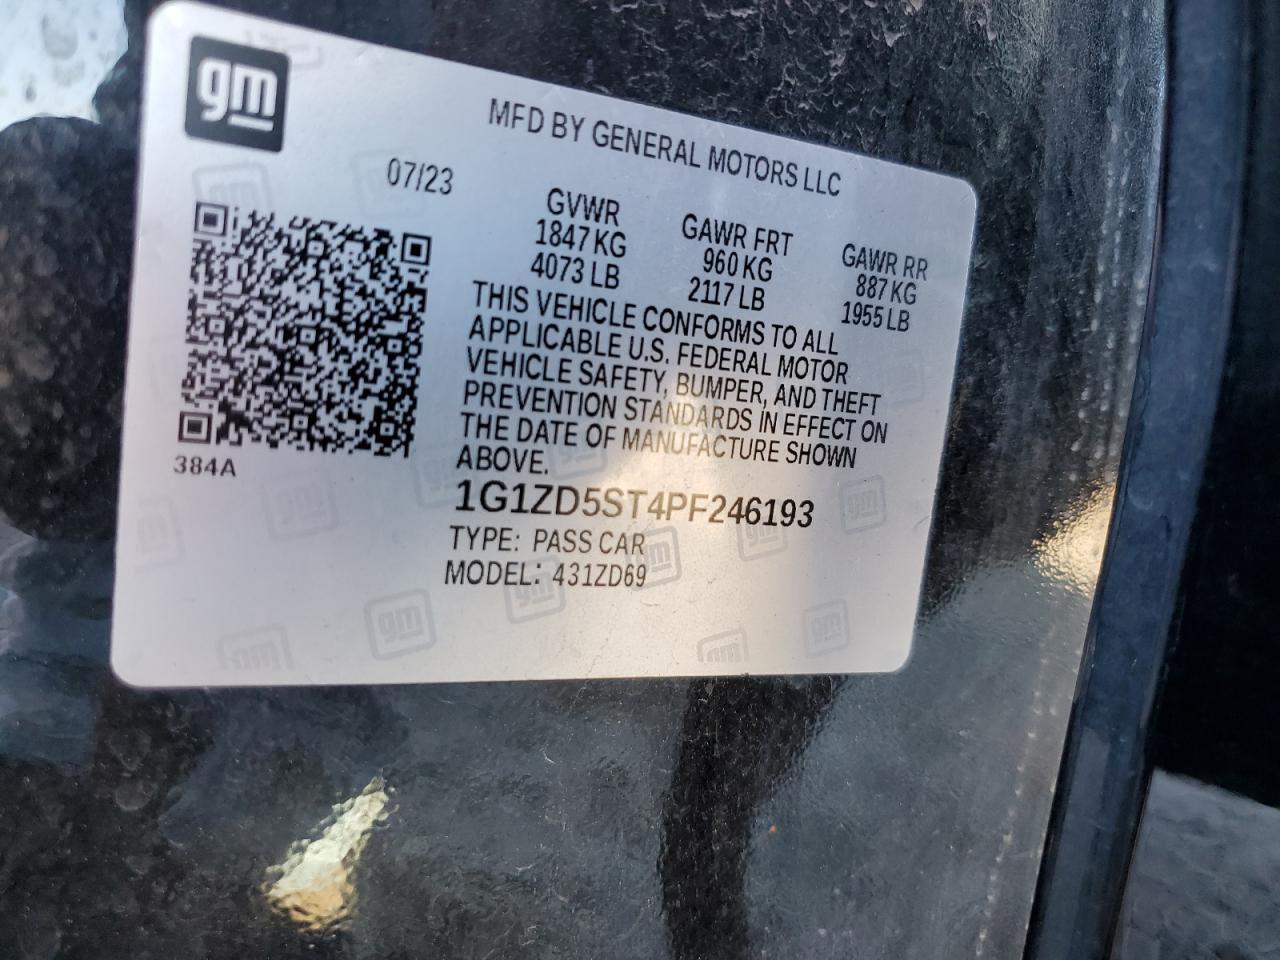 gm
MFD BY GENERAL MOTORS LLC
07/23
GVWR
1847 KG
4073 LB
GAWR FRT
960 KG
2117 LB
GAWR RR
887 KG
1955 LB
THIS VEHICLE CONFORMS TO ALL
APPLICABLE U.S. FEDERAL MOTOR
VEHICLE SAFETY, BUMPER, AND THEFT
PREVENTION STANDARDS IN EFFECT ON
THE DATE OF MANUFACTURE SHOWN
ABOVE.
384A
1G1ZD5ST4PF246193
TYPE: PASS CAR
MODEL: 431ZD69